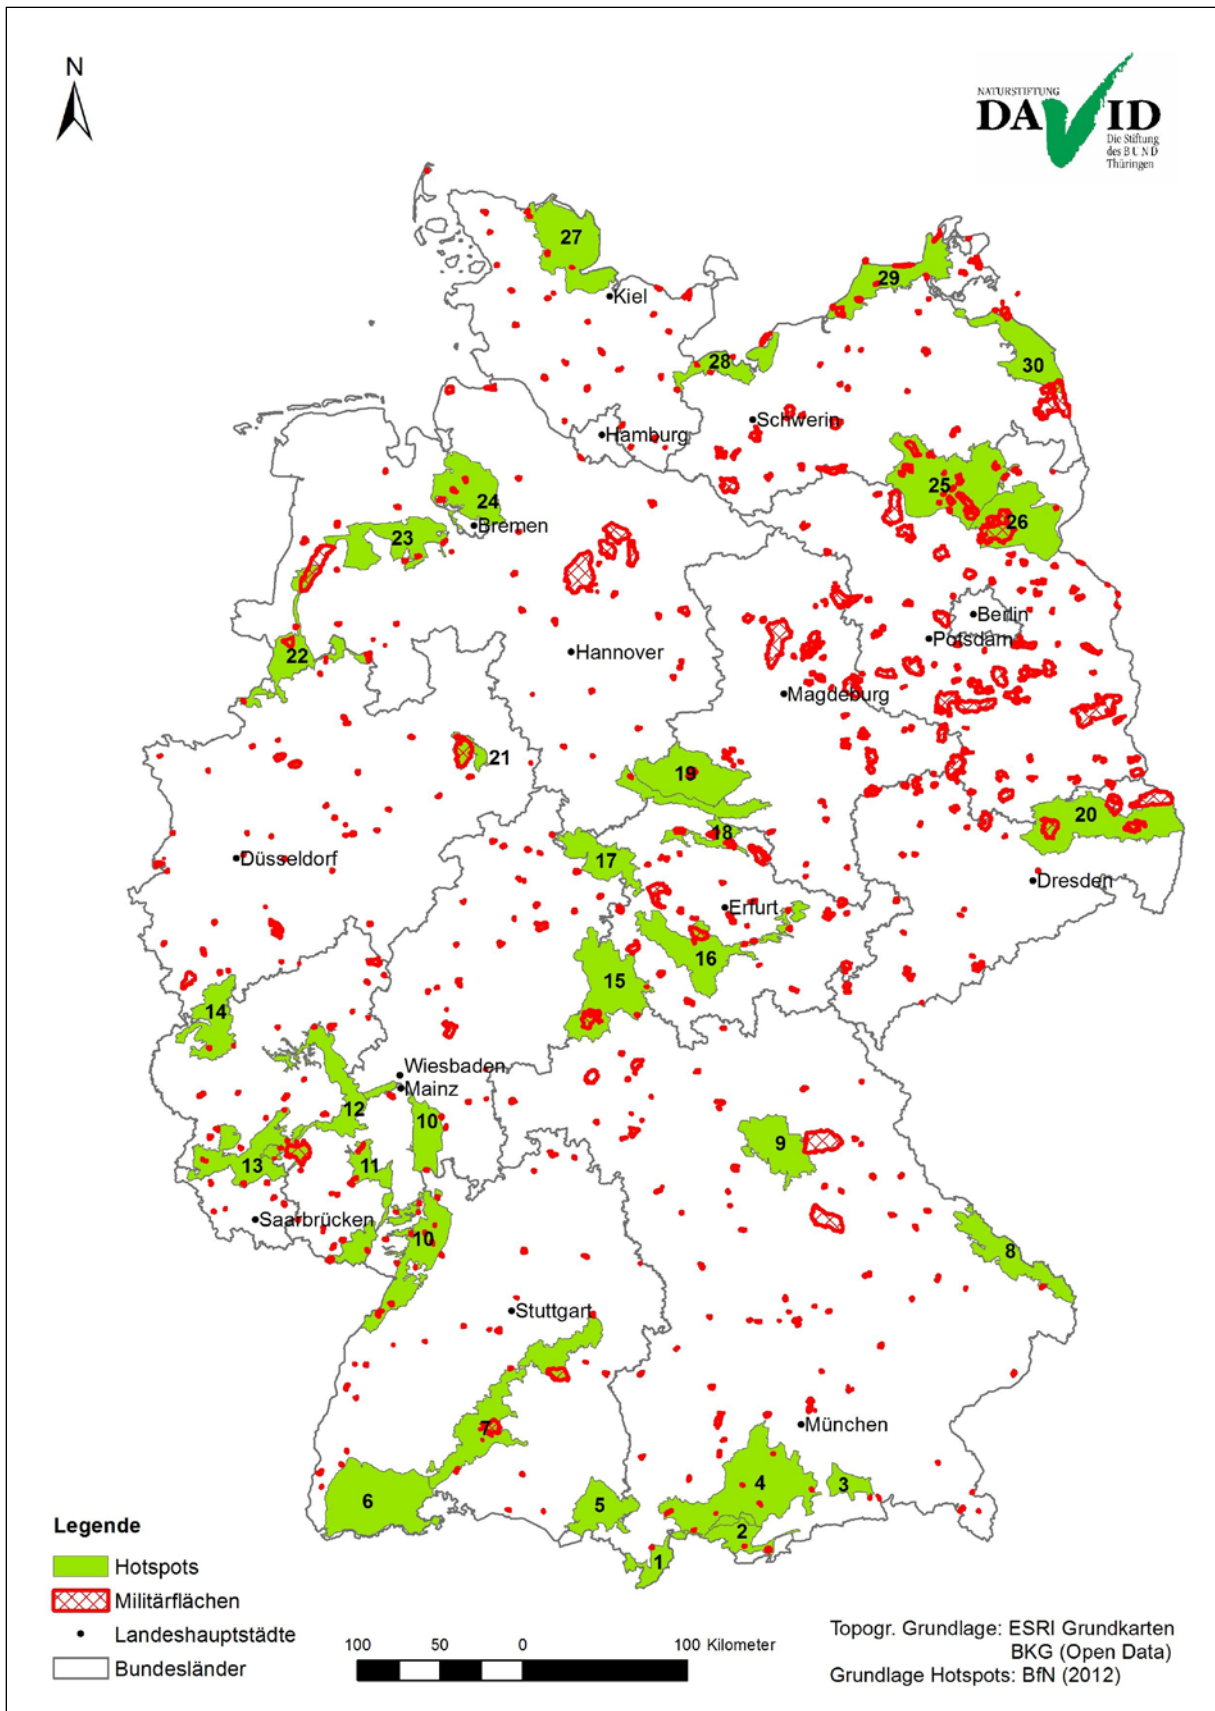 N
NATURSTIFTUNG
DAVID
Die Stiftung
des BUND
Thüringen
27
Kiel
29
28
30
Schwerin
Hamburg
25
24
26
Bremen
23
Berlin
Potsdam
22
Hannover
Magdeburg
21
19
20
18
17
Düsseldorf
Dresden
Erfurt
16
15
14
Wiesbaden
Mainz
12
10
9
13
11
Saarbrücken
10
8
Stuttgart
7
München
4
3
6
5
2
1
Legende
Hotspots
Militärflächen
Landeshauptstädte
Bundesländer
100 50 0 100 Kilometer
Topogr. Grundlage: ESRI Grundkarten
BKG (Open Data)
Grundlage Hotspots: BfN (2012)